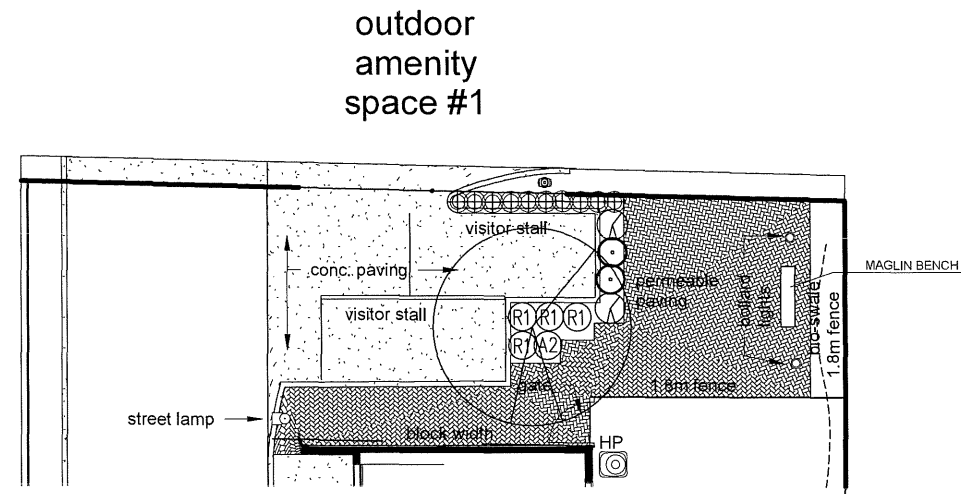 outdoor
amenity
space #1
visitor stall
conc. paving
MAGLIN BENCH
permeable
paving
bollard
lights
visitor stall
bio-swale
1.8m fence
R1 R1 R1
R1 A2
gate
1.8m fence
street lamp
block width
HP